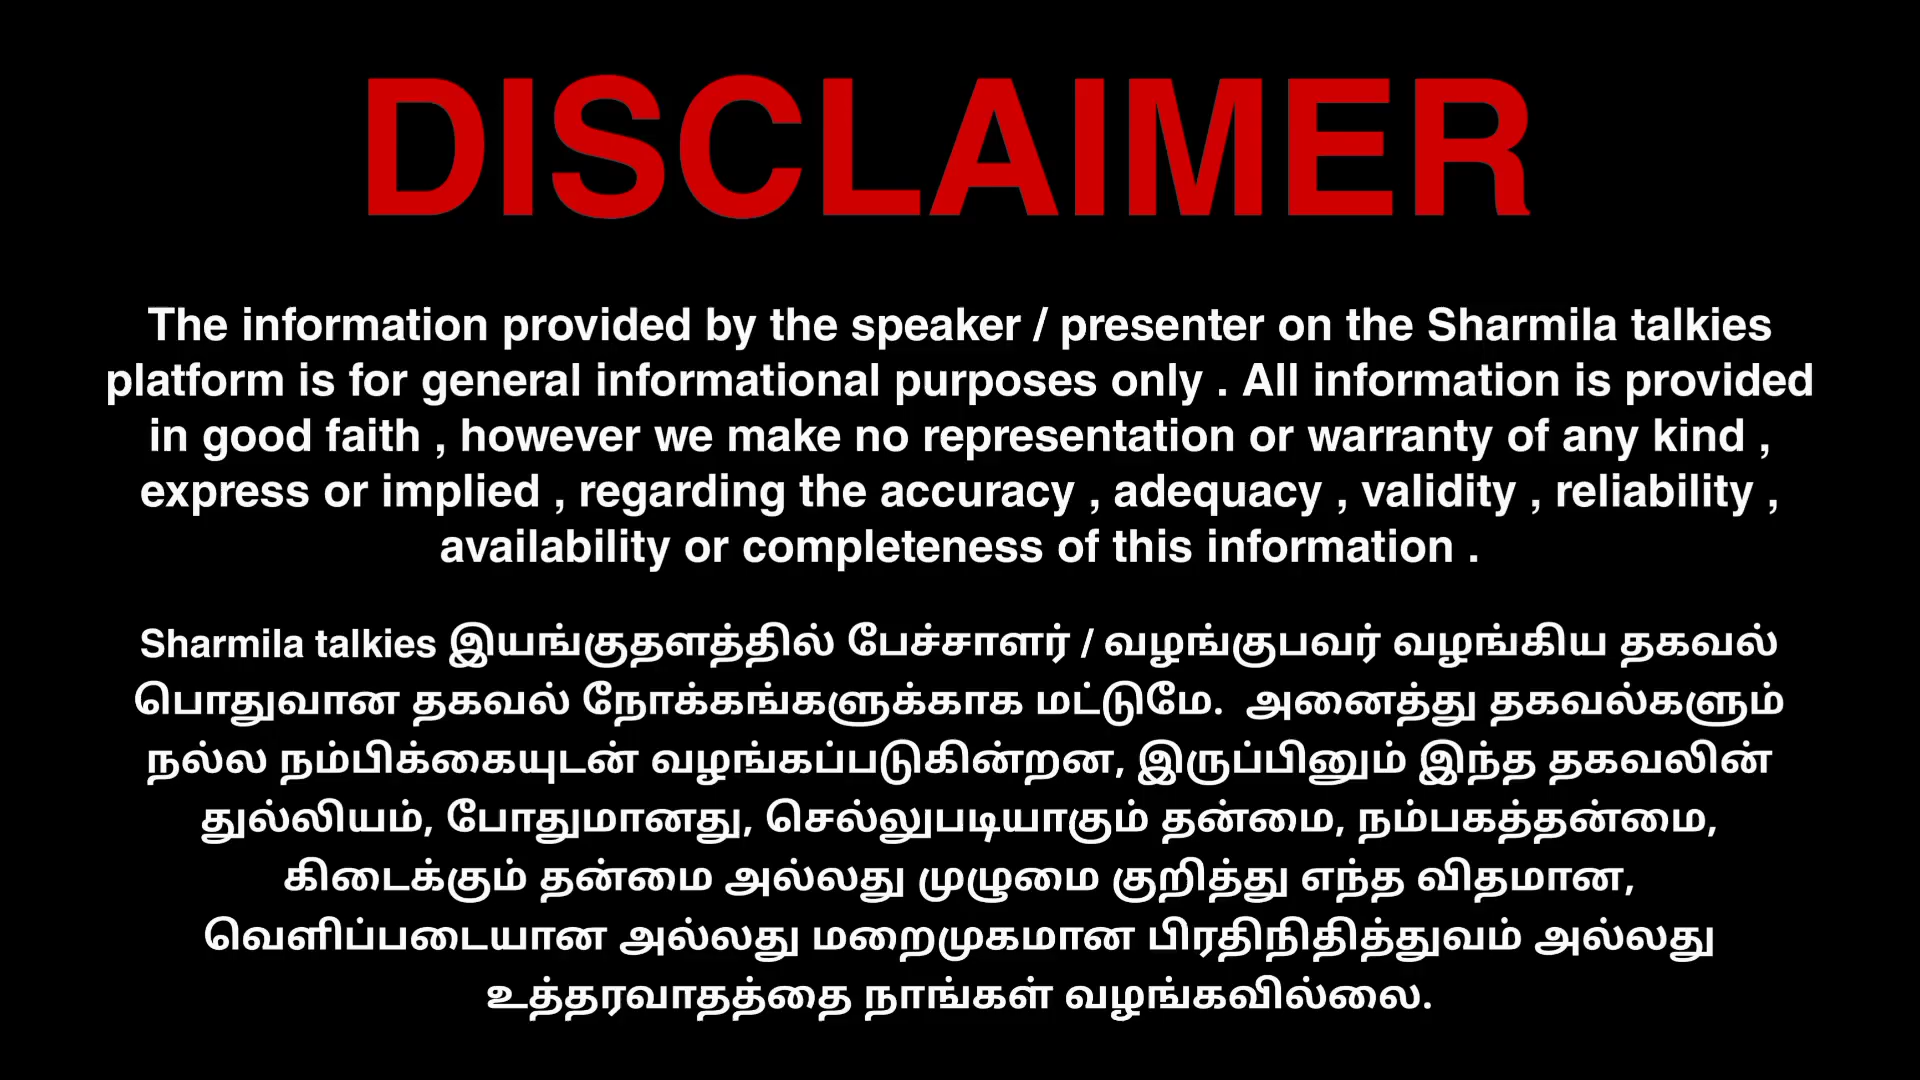 DISCLAIMER
The information provided by the speaker / presenter on the Sharmila talkies
platform is for general informational purposes only . All information is provided
in good faith , however we make no representation or warranty of any kind ,
express or implied , regarding the accuracy , adequacy , validity , reliability ,
availability or completeness of this information .
Sharmila talkies இயங்குதளத்தில் பேச்சாளர் / வழங்குபவர் வழங்கிய தகவல்
பொதுவான தகவல் நோக்கங்களுக்காக மட்டுமே.  அனைத்து தகவல்களும்
நல்ல நம்பிக்கையுடன் வழங்கப்படுகின்றன, இருப்பினும் இந்த தகவலின்
துல்லியம், போதுமானது, செல்லுபடியாகும் தன்மை, நம்பகத்தன்மை,
கிடைக்கும் தன்மை அல்லது முழுமை குறித்து எந்த விதமான,
வெளிப்படையான அல்லது மறைமுகமான பிரதிநிதித்துவம் அல்லது
உத்தரவாதத்தை நாங்கள் வழங்கவில்லை.